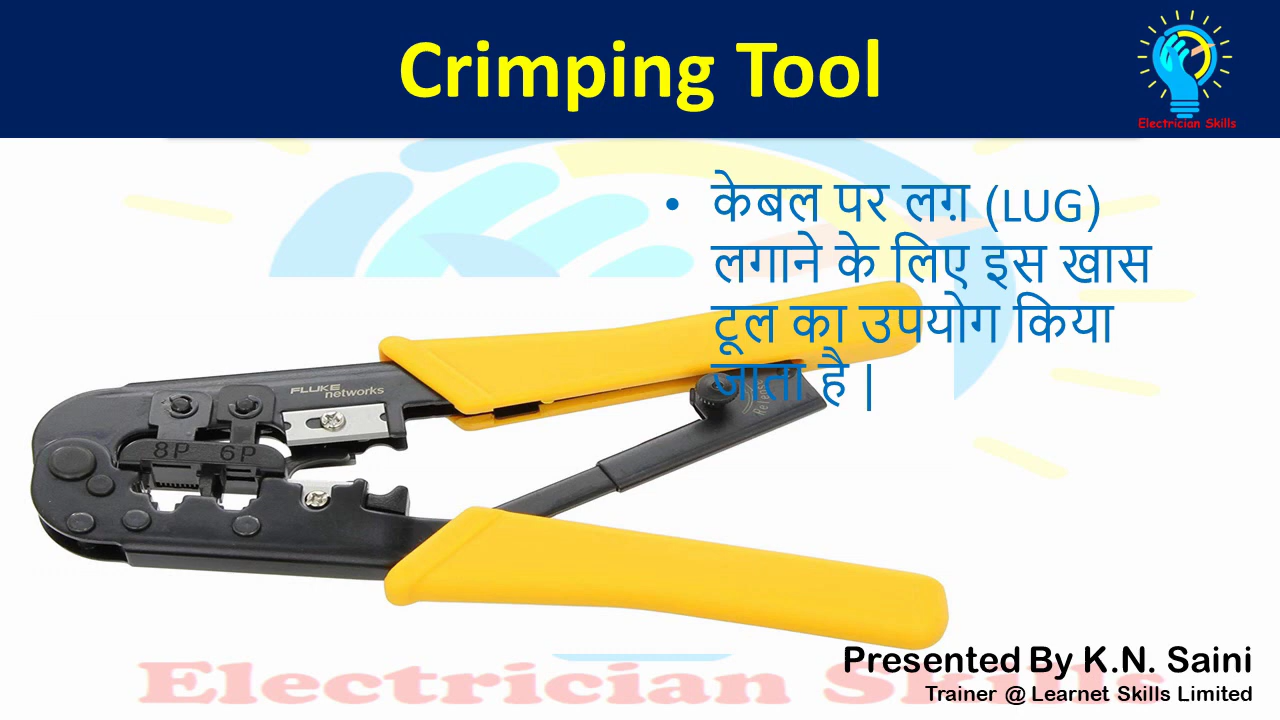 Crimping Tool
Electrician Skills
• केबल पर लग़ (LUG)
लगाने के लिए इस खास
टूल का उपयोग किया
जाता है |
FLUKE
networks
Release
8P 6P
Presented By K.N. Saini
Electrician Skills
Trainer @ Learnet Skills Limited